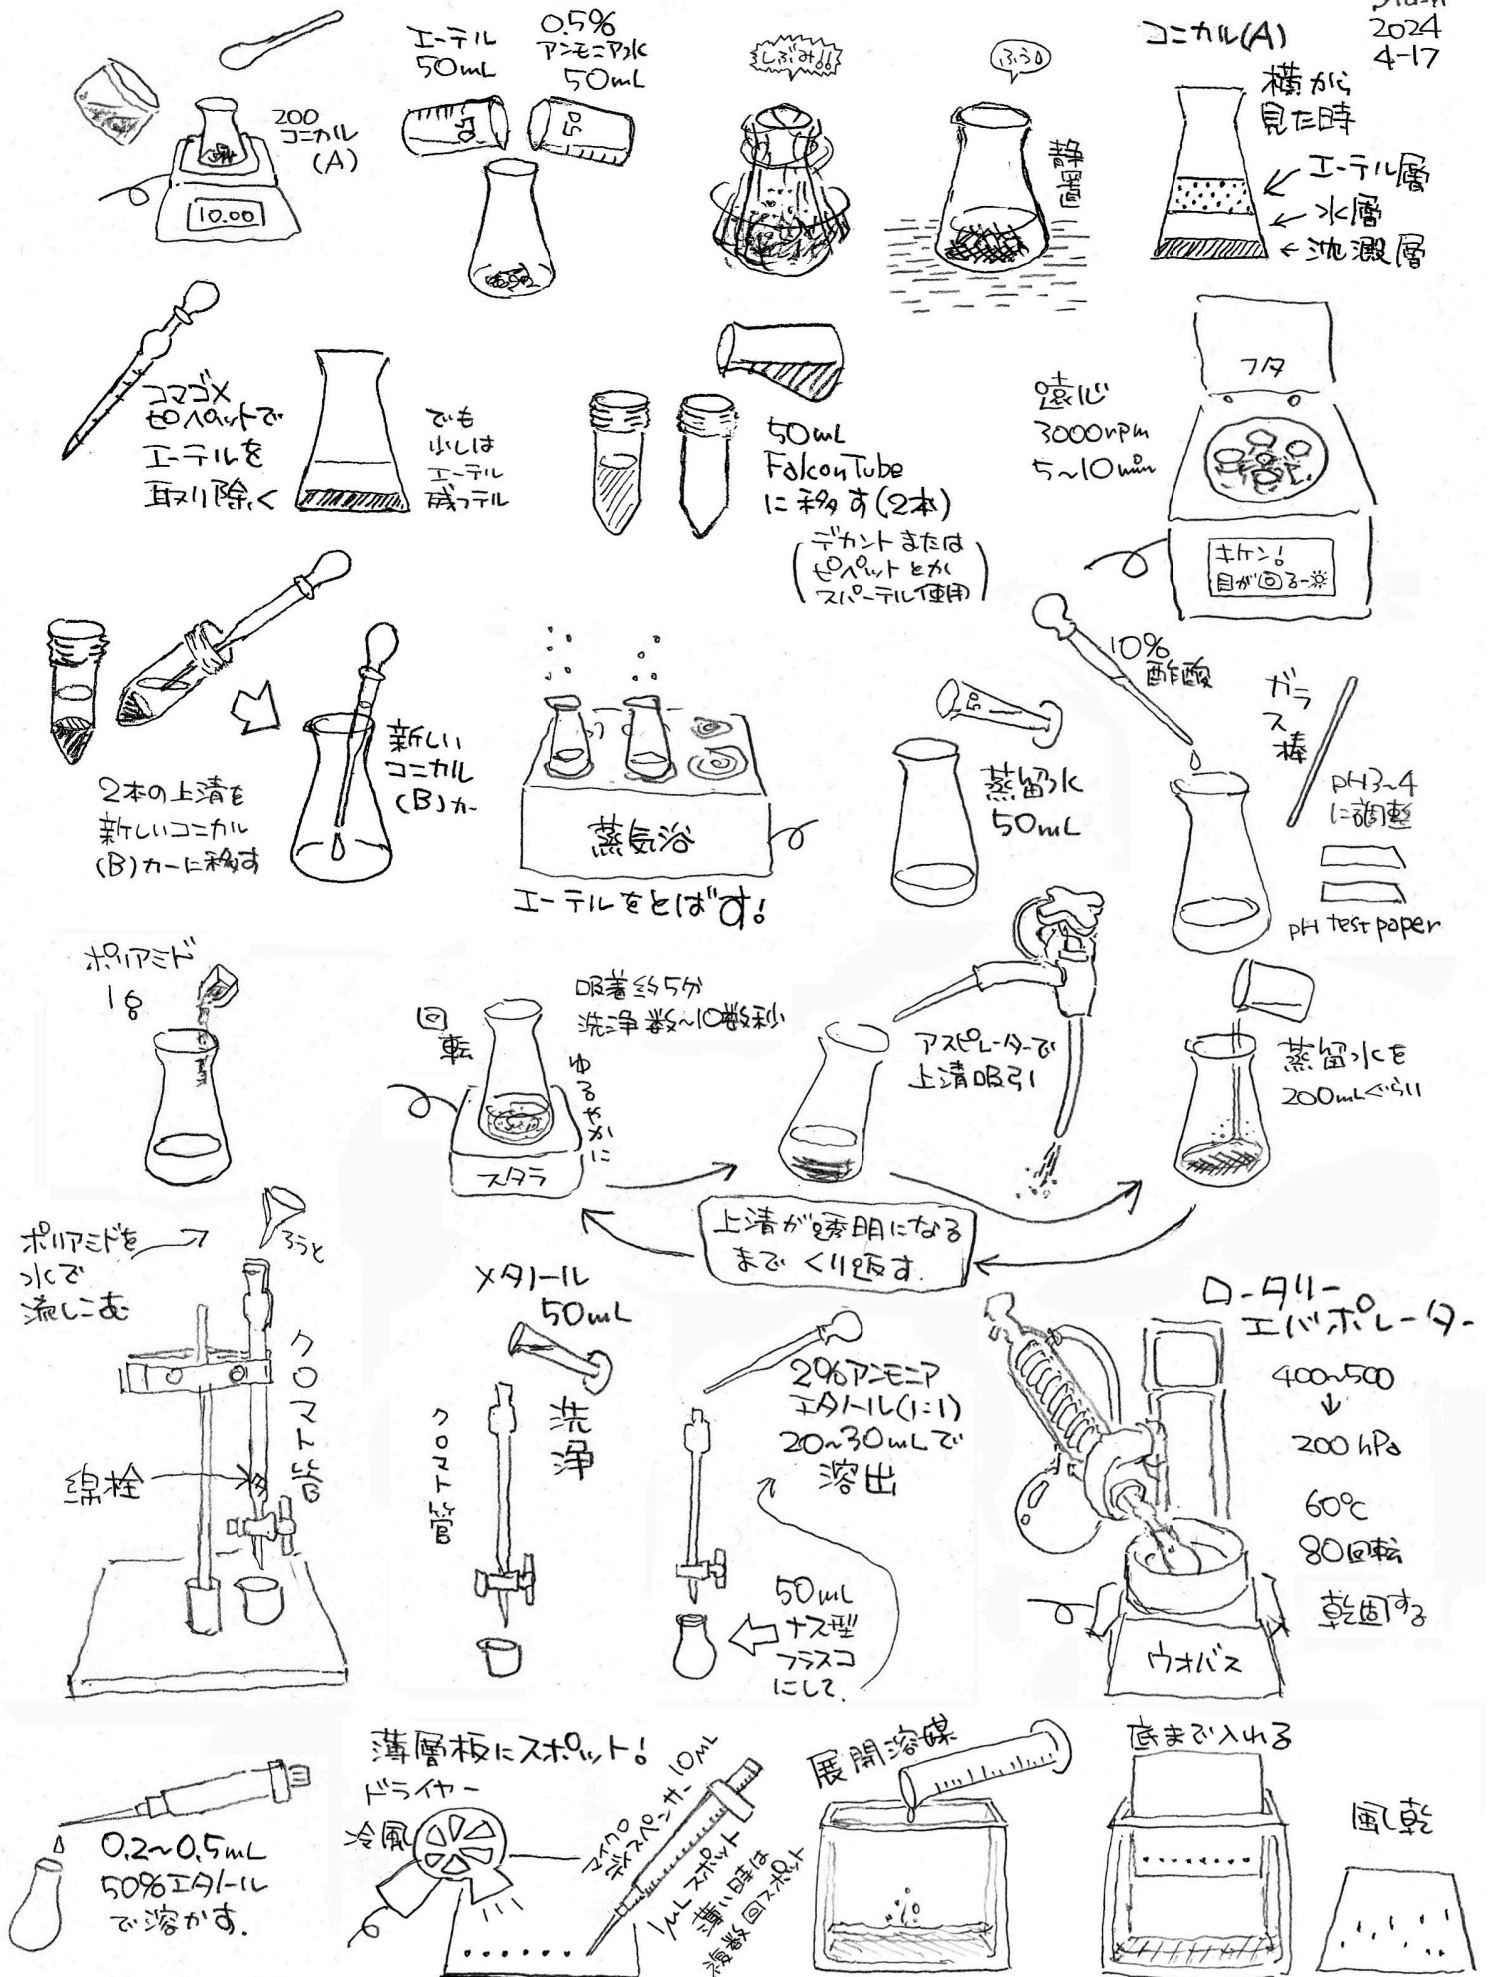 2024
4-17
10.00
200
コニカル
(A)
エーテル
50mL
0.5%
アンモニア水
50mL
50
50
しぶみ!!
ふぅ
静置
コニカル(A)
横から
見た時
エーテル層
水層
沈澱層
コマゴメ
ピペットで
エーテルを
取り除く
でも
少しは
エーテル
残ってル
50mL
Falcon Tube
に移す(2本)
デカントまたは
ピペットとか
スパーテル使用
遠心
3000rpm
5~10min
フタ
キケン!
目が回る〜
2本の上清を
新しいコニカル
(B)カーに移す
新しい
コニカル
(B)カー
蒸気浴
エーテルをとばす!
50
蒸留水
50mL
10%
酢酸
ガラス棒
pH3~4
に調整
pH test paper
ポリアミド
1g
回転
吸着約5分
洗浄数~10数秒
ゆるやかに
スタラ
アスピレーターで
上清吸引
蒸留水を
200mLぐらい
上清が透明になる
までくり返す.
ポリアミドを
水で
流しこむ
ろうと
クロマト管
綿栓
メタノール
50mL
洗浄
クロマト管
2%アンモニア
エタノール(1:1)
20~30mLで
溶出
50mL
ナス型
フラスコ
にして.
ロータリー
エバポレーター
400~500
↓
200hPa
60℃
80回転
乾固する
ウオバス
0.2~0.5mL
50%エタノール
で溶かす.
薄層板にスポット!
ドライヤー
冷風
マイクロ
ディスペンサー 10mL
1mLスポット
薄い時は
複数回スポット
展開溶媒
底まで入れる
風乾